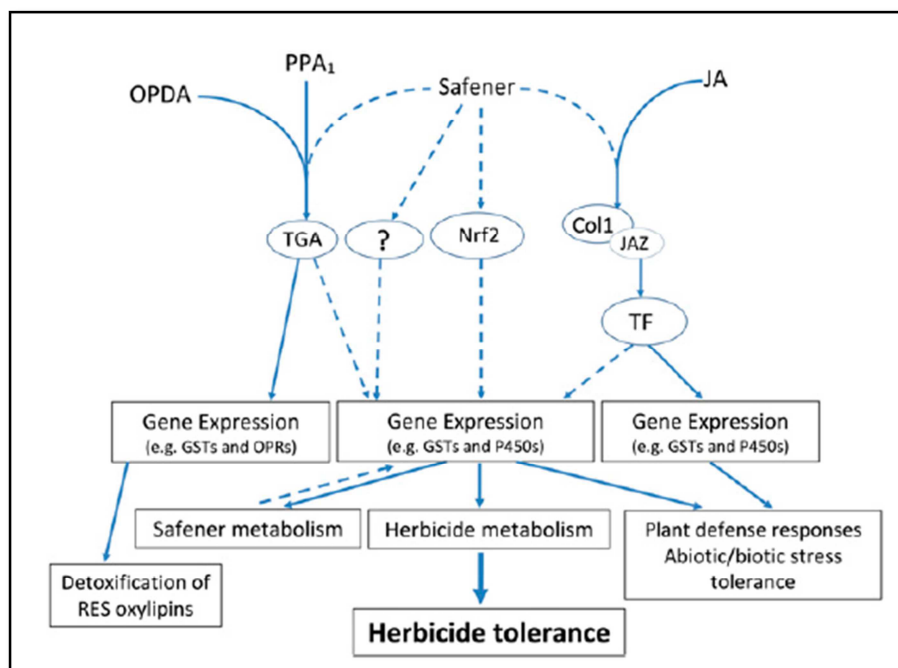 PPA₁
OPDA
Safener
JA
TGA
?
Nrf2
Col1
JAZ
TF
Gene Expression
(e.g. GSTs and OPRs)
Gene Expression
(e.g. GSTs and P450s)
Gene Expression
(e.g. GSTs and P450s)
Safener metabolism
Herbicide metabolism
Plant defense responses
Abiotic/biotic stress
tolerance
Detoxification of
RES oxylipins
Herbicide tolerance